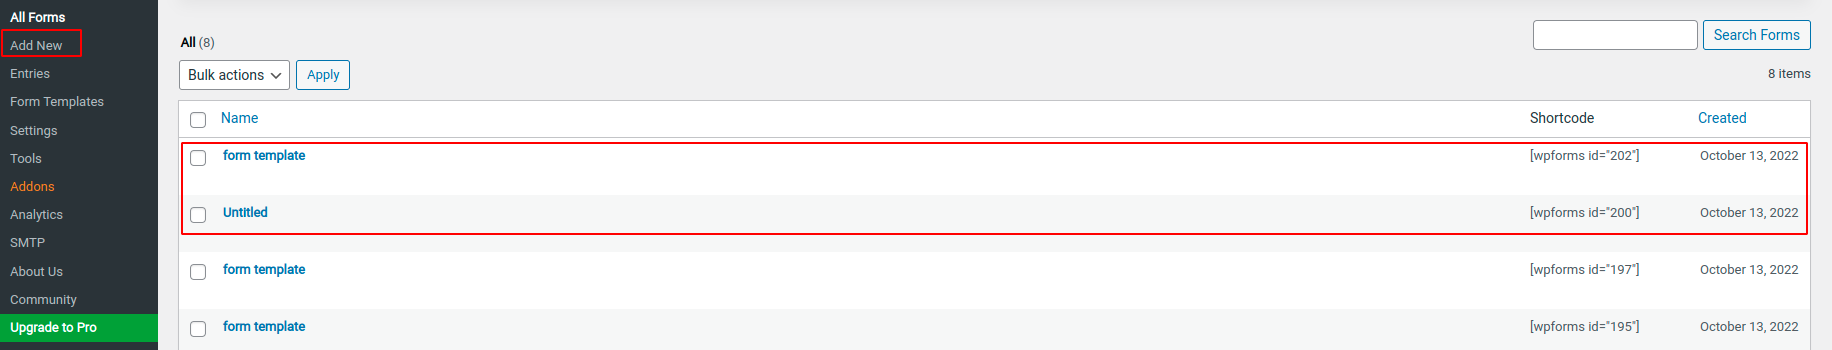 All Forms
Add New
Entries
Form Templates
Settings
Tools
Addons
Analytics
SMTP
About Us
Community
Upgrade to Pro
All (8)
Search Forms
Bulk actions Apply
8 items
Name Shortcode Created
form template [wpforms id="202"] October 13, 2022
Untitled [wpforms id="200"] October 13, 2022
form template [wpforms id="197"] October 13, 2022
form template [wpforms id="195"] October 13, 2022